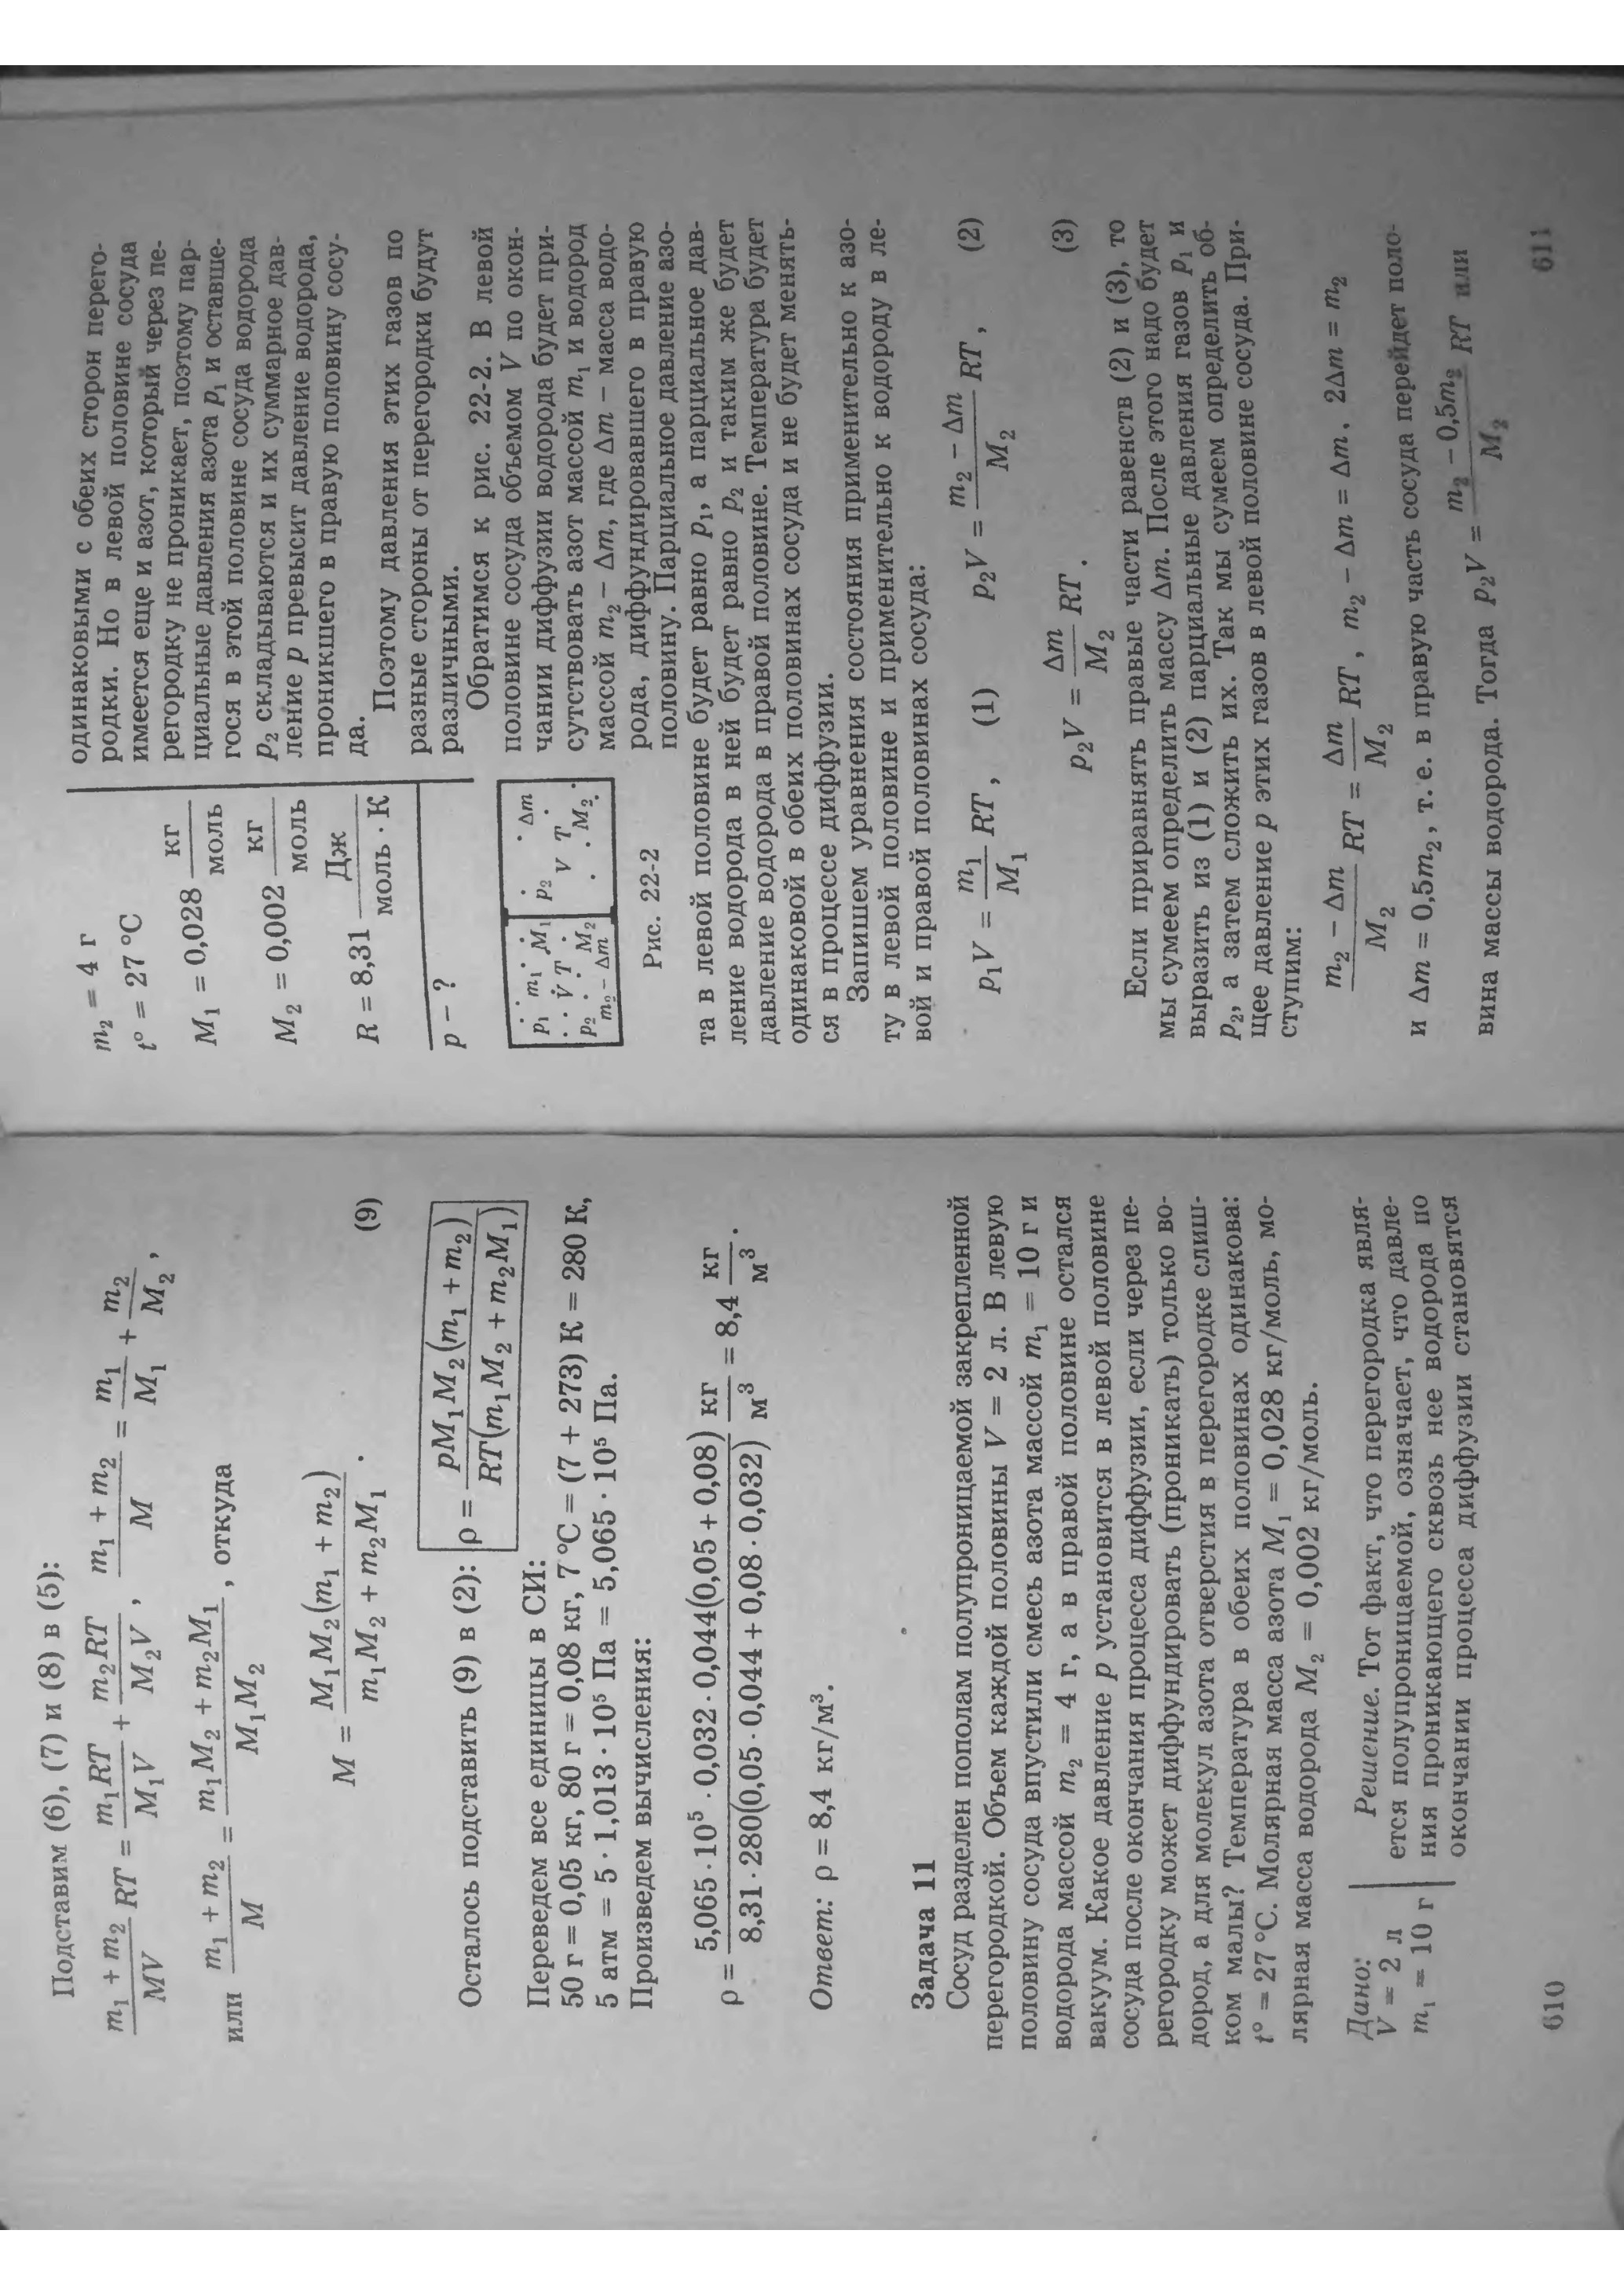 Подставим (6), (7) и (8) в (5):
(m₁ + m₂)/(MV) RT = m₁RT/(M₁V) + m₂RT/(M₂V), (m₁ + m₂)/M = m₁/M₁ + m₂/M₂,
или (m₁ + m₂)/M = (m₁M₂ + m₂M₁)/(M₁M₂), откуда
M = M₁M₂(m₁ + m₂)/(m₁M₂ + m₂M₁). (9)
Осталось подставить (9) в (2): ρ = pM₁M₂(m₁ + m₂)/(RT(m₁M₂ + m₂M₁))
Переведем все единицы в СИ:
50 г = 0,05 кг, 80 г = 0,08 кг, 7 °C = (7 + 273) К = 280 К,
5 атм = 5 · 1,013 · 10⁵ Па = 5,065 · 10⁵ Па.
Произведем вычисления:
ρ = 5,065 · 10⁵ · 0,032 · 0,044(0,05 + 0,08)/(8,31 · 280(0,05 · 0,044 + 0,08 · 0,032)) кг/м³ = 8,4 кг/м³.
Ответ: ρ = 8,4 кг/м³.
Задача 11
Сосуд разделен пополам полупроницаемой закрепленной
перегородкой. Объем каждой половины V = 2 л. В левую
половину сосуда впустили смесь азота массой m₁ = 10 г и
водорода массой m₂ = 4 г, а в правой половине остался
вакуум. Какое давление p установится в левой половине
сосуда после окончания процесса диффузии, если через пе-
регородку может диффундировать (проникать) только во-
дород, а для молекул азота отверстия в перегородке слиш-
ком малы? Температура в обеих половинах одинакова:
t° = 27 °C. Молярная масса азота M₁ = 0,028 кг/моль, мо-
лярная масса водорода M₂ = 0,002 кг/моль.
Дано:
V = 2 л
m₁ = 10 г
Решение. Тот факт, что перегородка явля-
ется полупроницаемой, означает, что давле-
ния проникающего сквозь нее водорода по
окончании процесса диффузии становятся
610
m₂ = 4 г
t° = 27 °C
M₁ = 0,028 кг/моль
M₂ = 0,002 кг/моль
R = 8,31 Дж/(моль · К)
p – ?
одинаковыми с обеих сторон перего-
родки. Но в левой половине сосуда
имеется еще и азот, который через пе-
регородку не проникает, поэтому пар-
циальные давления азота p₁ и оставше-
гося в этой половине сосуда водорода
p₂ складываются и их суммарное дав-
ление p превысит давление водорода,
проникшего в правую половину сосу-
да.
Поэтому давления этих газов по
разные стороны от перегородки будут
различными.
Обратимся к рис. 22-2. В левой
половине сосуда объемом V по окон-
чании диффузии водорода будет при-
сутствовать азот массой m₁ и водород
массой m₂ – Δm, где Δm – масса водо-
рода, диффундировавшего в правую
половину. Парциальное давление азо-
p₁ m₁ M₁ p₂ Δm
V T V T
p₂ M₂ M₂
m₂ – Δm
Рис. 22-2
та в левой половине будет равно p₁, а парциальное дав-
ление водорода в ней будет равно p₂ и таким же будет
давление водорода в правой половине. Температура будет
одинаковой в обеих половинах сосуда и не будет менять-
ся в процессе диффузии.
Запишем уравнения состояния применительно к азо-
ту в левой половине и применительно к водороду в ле-
вой и правой половинах сосуда:
p₁V = m₁/M₁ RT, (1) p₂V = (m₂ – Δm)/M₂ RT, (2)
p₂V = Δm/M₂ RT. (3)
Если приравнять правые части равенств (2) и (3), то
мы сумеем определить массу Δm. После этого надо будет
выразить из (1) и (2) парциальные давления газов p₁ и
p₂, а затем сложить их. Так мы сумеем определить об-
щее давление p этих газов в левой половине сосуда. При-
ступим:
(m₂ – Δm)/M₂ RT = Δm/M₂ RT, m₂ – Δm = Δm, 2Δm = m₂
и Δm = 0,5m₂, т. е. в правую часть сосуда перейдет поло-
вина массы водорода. Тогда p₂V = (m₂ – 0,5m₂)/M₂ RT или
611